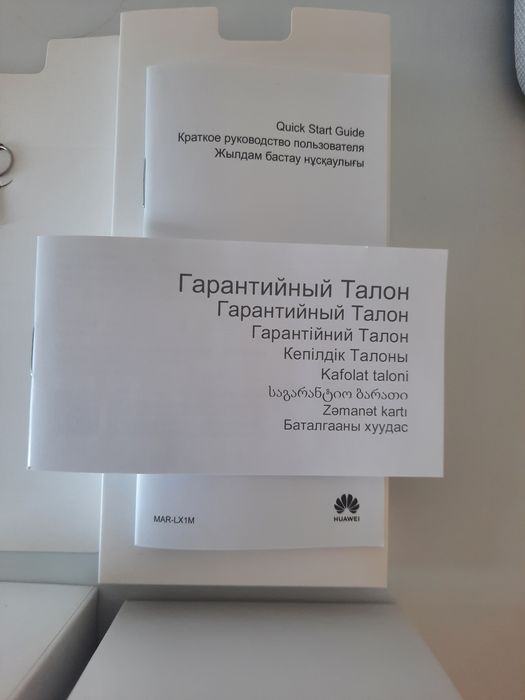 Quick Start Guide
Краткое руководство пользователя
Жылдам бастау нұсқаулығы
Гарантийный Талон
Гарантийный Талон
Гарантійний Талон
Кепілдік Талоны
Kafolat taloni
საგარანტიო ბარათი
Zəmanət kartı
Баталгааны хуудас
MAR-LX1M
HUAWEI